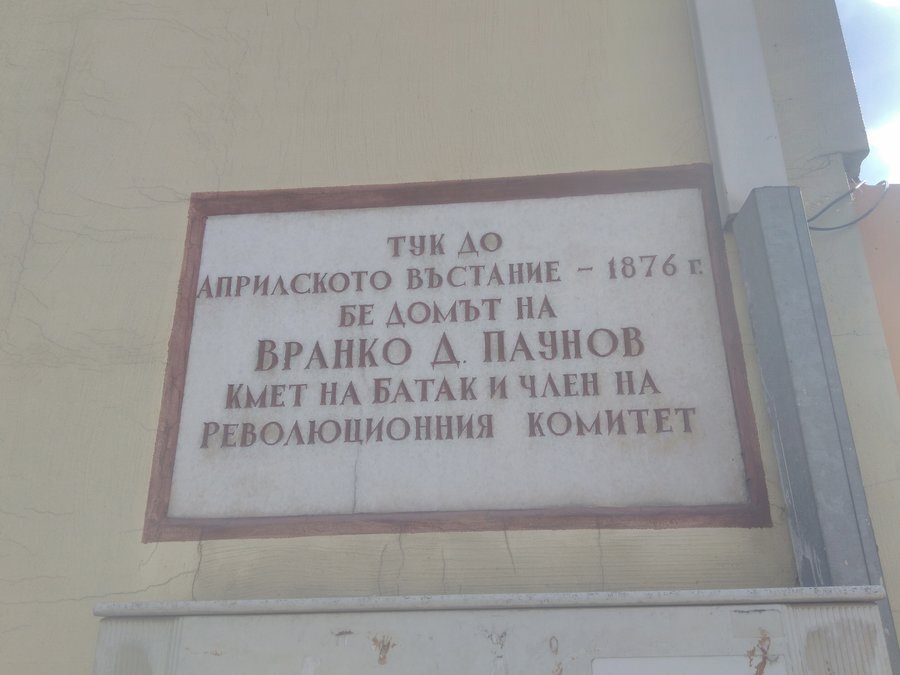 ТУК ДО
АПРИЛСКОТО ВЪСТАНИЕ - 1876 г.
БЕ ДОМЪТ НА
ВРАНКО Д. ПАУНОВ
КМЕТ НА БАТАК И ЧЛЕН НА
РЕВОЛЮЦИОННИЯ КОМИТЕТ